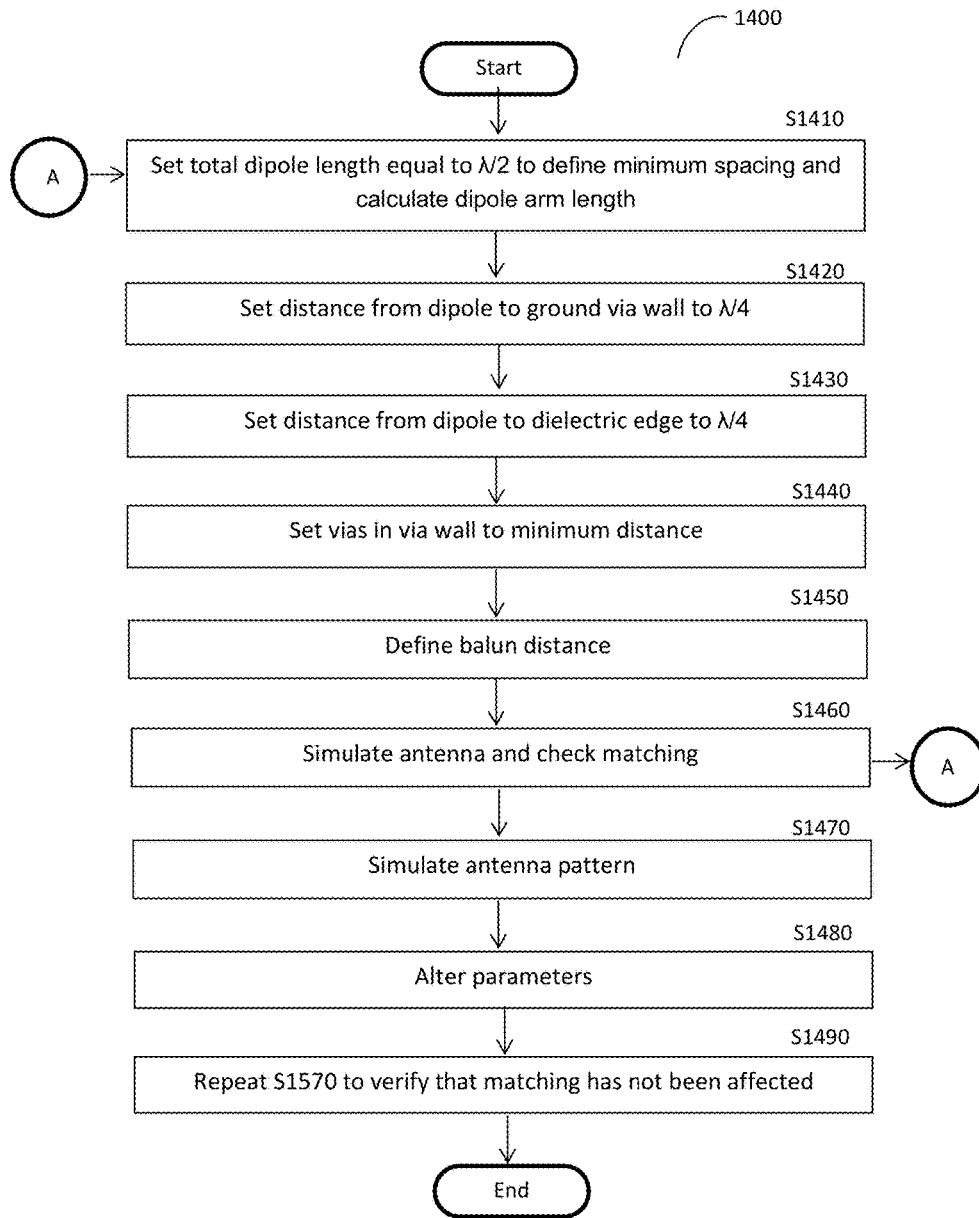 1400
Start
S1410
A
Set total dipole length equal to λ/2 to define minimum spacing and
calculate dipole arm length
S1420
Set distance from dipole to ground via wall to λ/4
S1430
Set distance from dipole to dielectric edge to λ/4
S1440
Set vias in via wall to minimum distance
S1450
Define balun distance
S1460
Simulate antenna and check matching
A
S1470
Simulate antenna pattern
S1480
Alter parameters
S1490
Repeat S1570 to verify that matching has not been affected
End